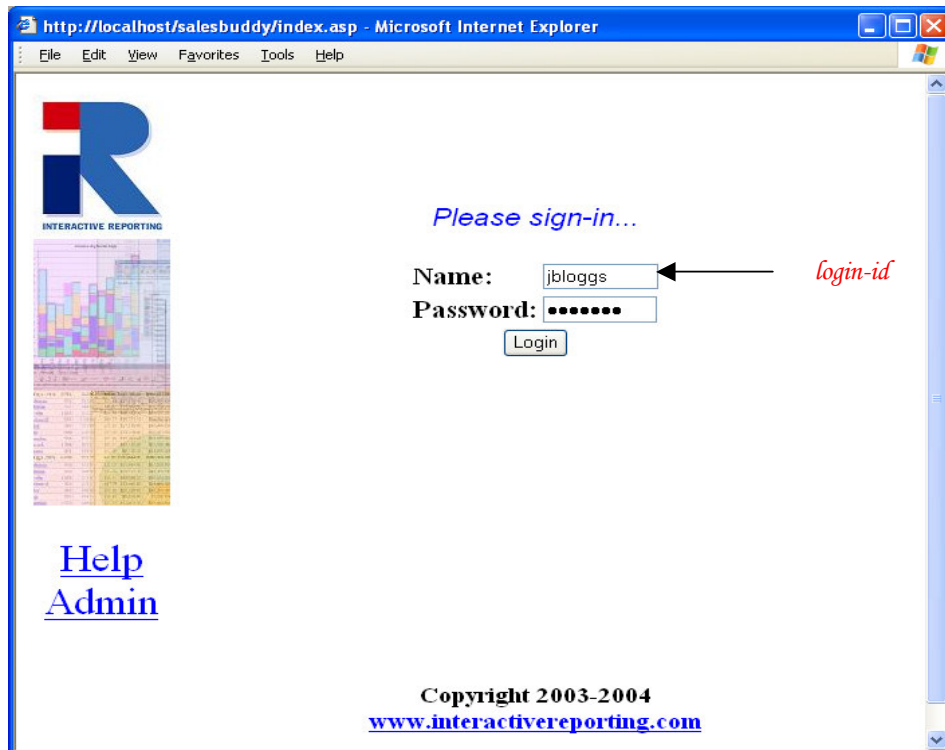 http://localhost/salesbuddy/index.asp - Microsoft Internet Explorer
File Edit View Favorites Tools Help
INTERACTIVE REPORTING
Please sign-in...
Name: jbloggs
login-id
Password: •••••••
Login
Help
Admin
Copyright 2003-2004
www.interactivereporting.com